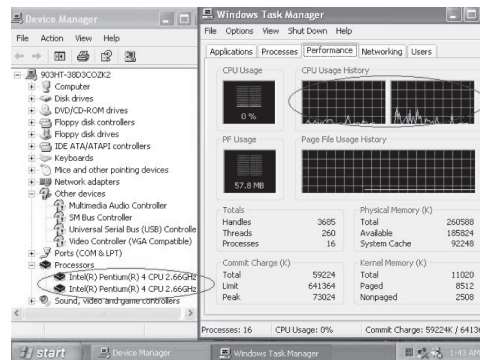 Device Manager
File Action View Help
903HT-38D3COZK2
Computer
Disk drives
DVD/CD-ROM drives
Floppy disk controllers
Floppy disk drives
IDE ATA/ATAPI controllers
Keyboards
Mice and other pointing devices
Network adapters
Other devices
Multimedia Audio Controller
SM Bus Controller
Universal Serial Bus (USB) Controlle
Video Controller (VGA Compatible)
Ports (COM & LPT)
Processors
Intel(R) Pentium(R) 4 CPU 2.66GHz
Intel(R) Pentium(R) 4 CPU 2.66GHz
Sound, video and game controllers
Windows Task Manager
File Options View Shut Down Help
Applications Processes Performance Networking Users
CPU Usage
CPU Usage History
0 %
PF Usage
Page File Usage History
57.8 MB
Totals
Handles 3685
Threads 260
Processes 16
Physical Memory (K)
Total 260588
Available 185824
System Cache 92248
Commit Charge (K)
Total 59224
Limit 641364
Peak 73024
Kernel Memory (K)
Total 11020
Paged 8512
Nonpaged 2508
Processes: 16 CPU Usage: 0% Commit Charge: 59224K / 6413
start Device Manager Windows Task Manager 1:43 AM